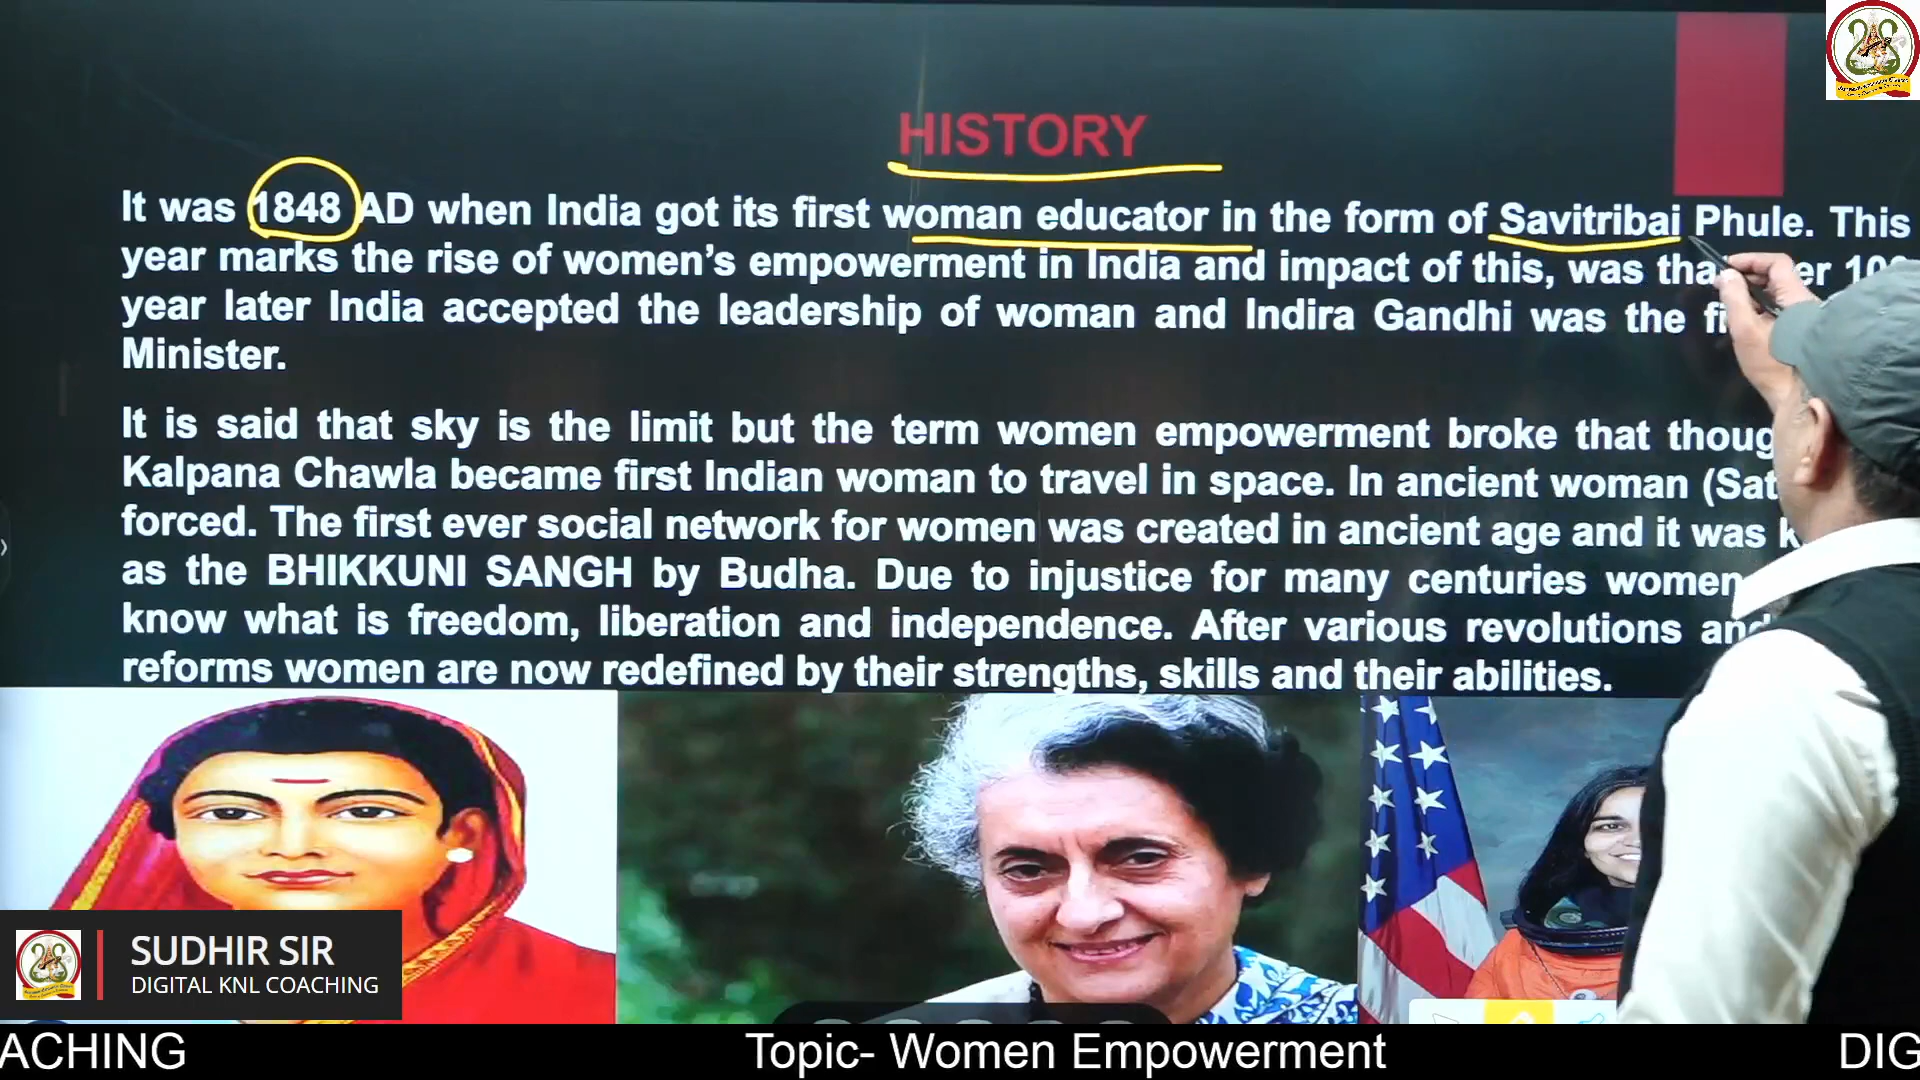 HISTORY
It was 1848 AD when India got its first woman educator in the form of Savitribai Phule. This
year marks the rise of women’s empowerment in India and impact of this, was
year later India accepted the leadership of woman and Indira Gandhi was the
Minister.
It is said that sky is the limit but the term women empowerment broke that
Kalpana Chawla became first Indian woman to travel in space. In ancient woman
forced. The first ever social network for women was created in ancient age and it was
as the BHIKKUNI SANGH by Budha. Due to injustice for many centuries women
know what is freedom, liberation and independence. After various revolutions
reforms women are now redefined by their strengths, skills and their abilities.
SUDHIR SIR
DIGITAL KNL COACHING
ACHING Topic- Women Empowerment DIG